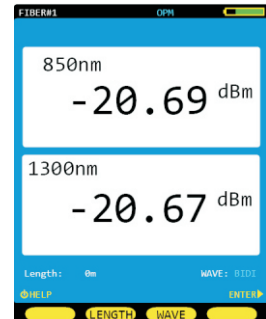 FIBER#1 OPM
850nm
-20.69 dBm
1300nm
-20.67 dBm
Length: 0m WAVE: BIDI
HELP ENTER
LENGTH WAVE